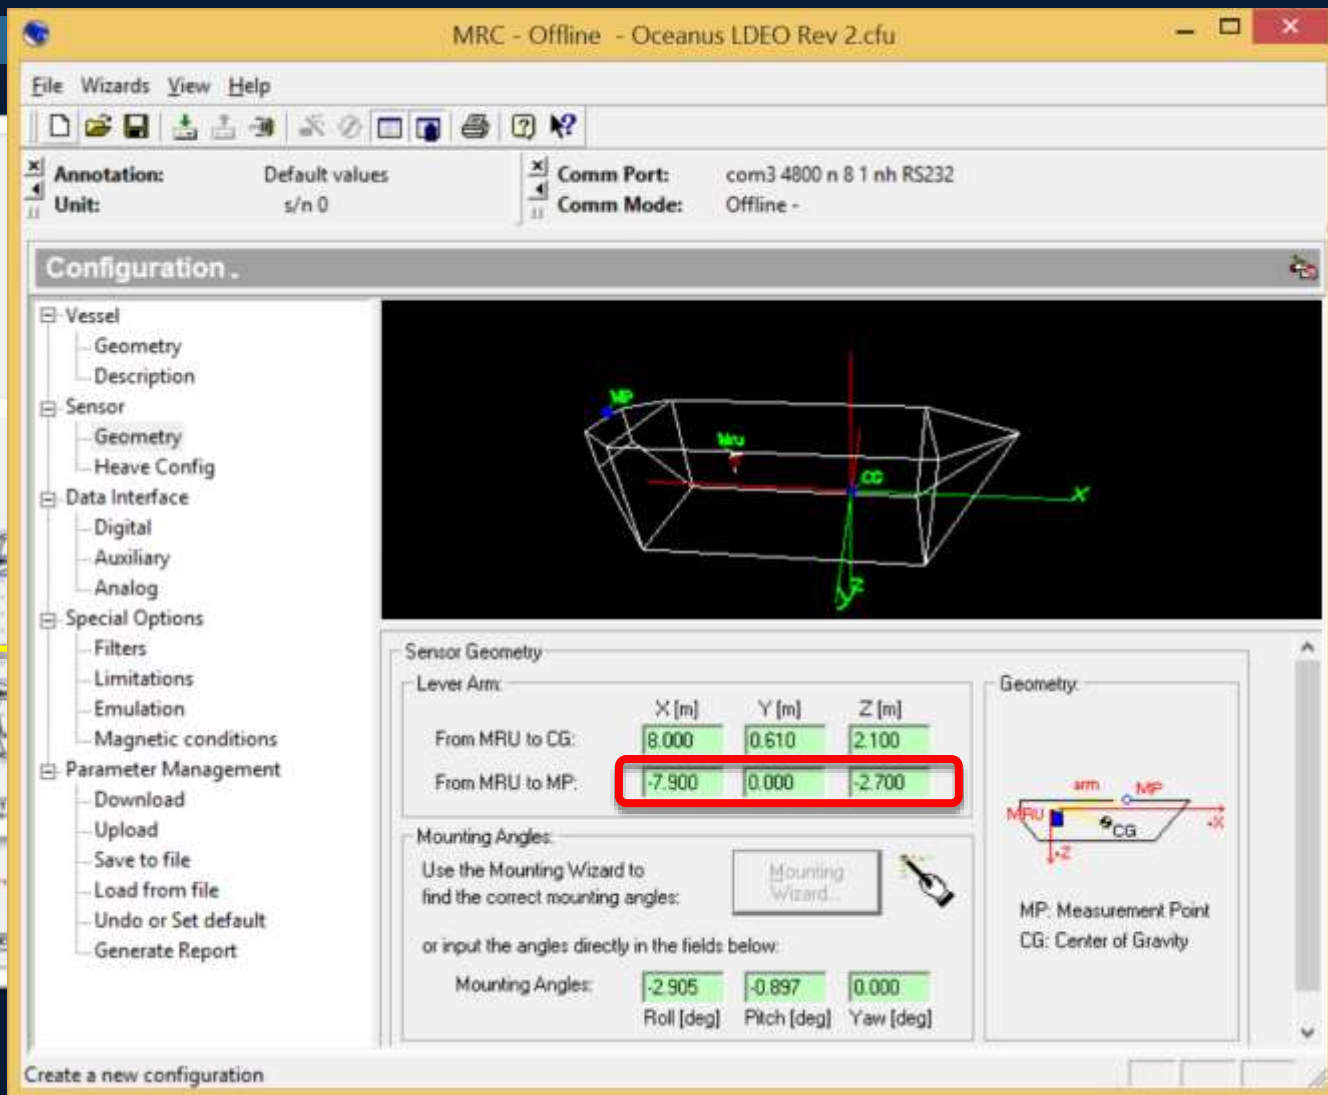 MRC - Offline - Oceanus LDEO Rev 2.cfu
File Wizards View Help
Annotation: Default values
Unit: s/n 0
Comm Port: com3 4800 n 8 1 nh RS232
Comm Mode: Offline -
Configuration .
Vessel
Geometry
Description
Sensor
Geometry
Heave Config
Data Interface
Digital
Auxiliary
Analog
Special Options
Filters
Limitations
Emulation
Magnetic conditions
Parameter Management
Download
Upload
Save to file
Load from file
Undo or Set default
Generate Report
MP
Mru
CG
X
Z
y
Sensor Geometry
Lever Arm:
X [m] Y [m] Z [m]
From MRU to CG: 8.000 0.610 2.100
From MRU to MP: -7.900 0.000 -2.700
Mounting Angles:
Use the Mounting Wizard to
find the correct mounting angles:
Mounting
Wizard...
or input the angles directly in the fields below:
Mounting Angles: -2.905 -0.897 0.000
Roll [deg] Pitch [deg] Yaw [deg]
Geometry:
arm MP
MRU
CG
+X
+Z
MP: Measurement Point
CG: Center of Gravity
Create a new configuration